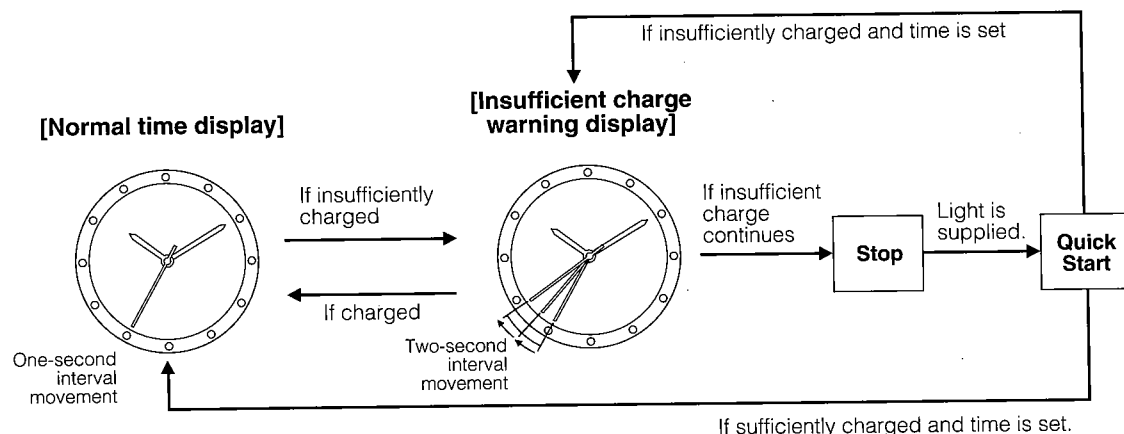 If insufficiently charged and time is set
[Insufficient charge
warning display]
[Normal time display]
If insufficiently
charged
If charged
One-second
interval
movement
Two-second
interval
movement
If insufficient
charge
continues
Stop
Light is
supplied.
Quick
Start
If sufficiently charged and time is set.